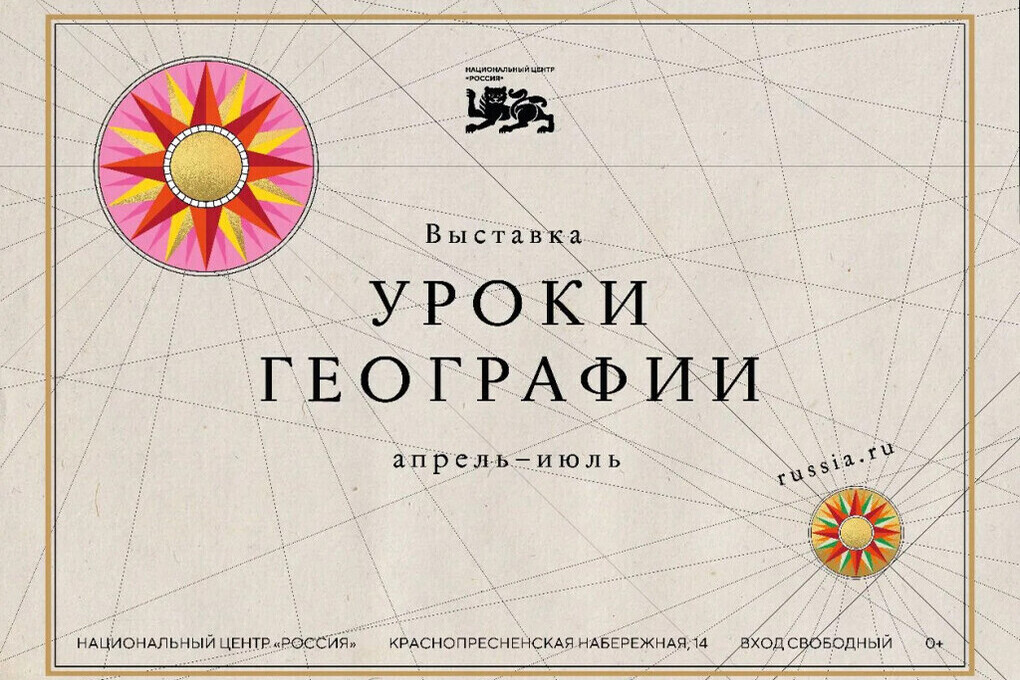 НАЦИОНАЛЬНЫЙ ЦЕНТР
«РОССИЯ»
Выставка
УРОКИ
ГЕОГРАФИИ
апрель–июль
russia.ru
НАЦИОНАЛЬНЫЙ ЦЕНТР «РОССИЯ» КРАСНОПРЕСНЕНСКАЯ НАБЕРЕЖНАЯ, 14 ВХОД СВОБОДНЫЙ 0+